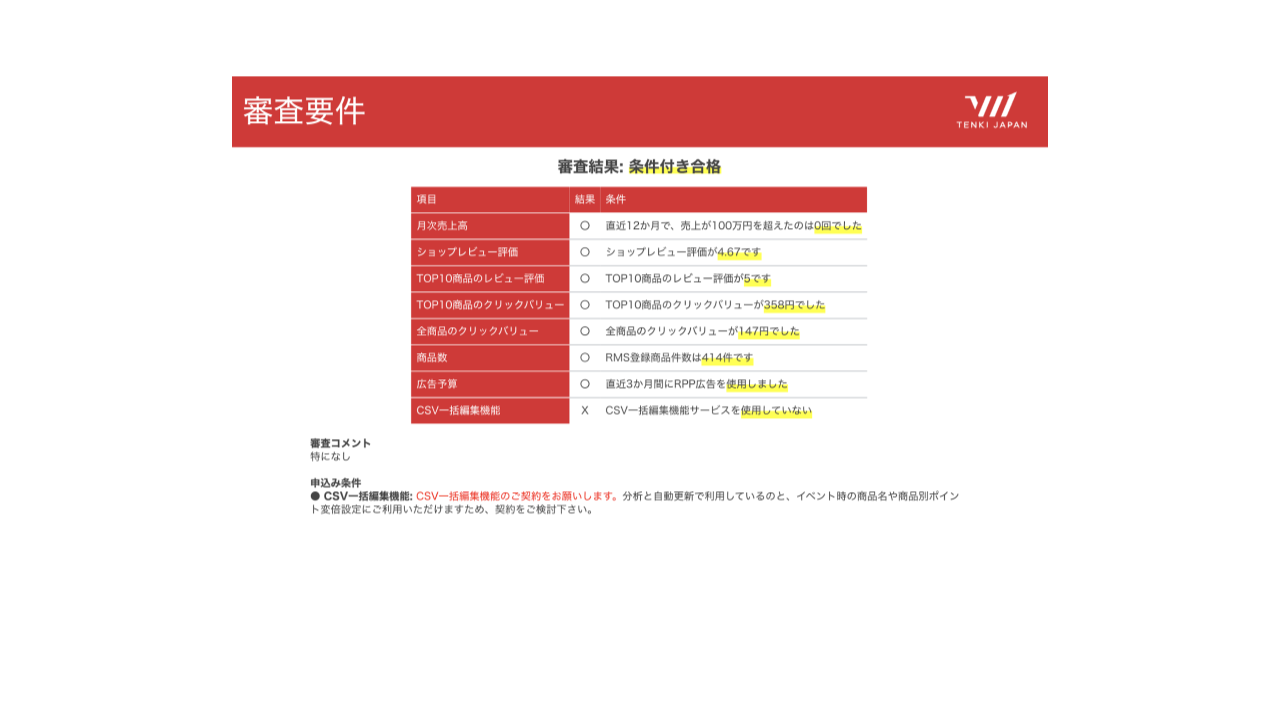 審査要件
TENKI JAPAN
審査結果: 条件付き合格
項目 結果 条件
月次売上高 〇 直近12か月で、売上が100万円を超えたのは0回でした
ショップレビュー評価 〇 ショップレビュー評価が4.67です
TOP10商品のレビュー評価 〇 TOP10商品のレビュー評価が5です
TOP10商品のクリックバリュー 〇 TOP10商品のクリックバリューが358円でした
全商品のクリックバリュー 〇 全商品のクリックバリューが147円でした
商品数 〇 RMS登録商品件数は414件です
広告予算 〇 直近3か月間にRPP広告を使用しました
CSV一括編集機能 X CSV一括編集機能サービスを使用していない
審査コメント
特になし
申込み条件
● CSV一括編集機能: CSV一括編集機能のご契約をお願いします。分析と自動更新で利用しているのと、イベント時の商品名や商品別ポイン
ト変倍設定にご利用いただけますため、契約をご検討下さい。